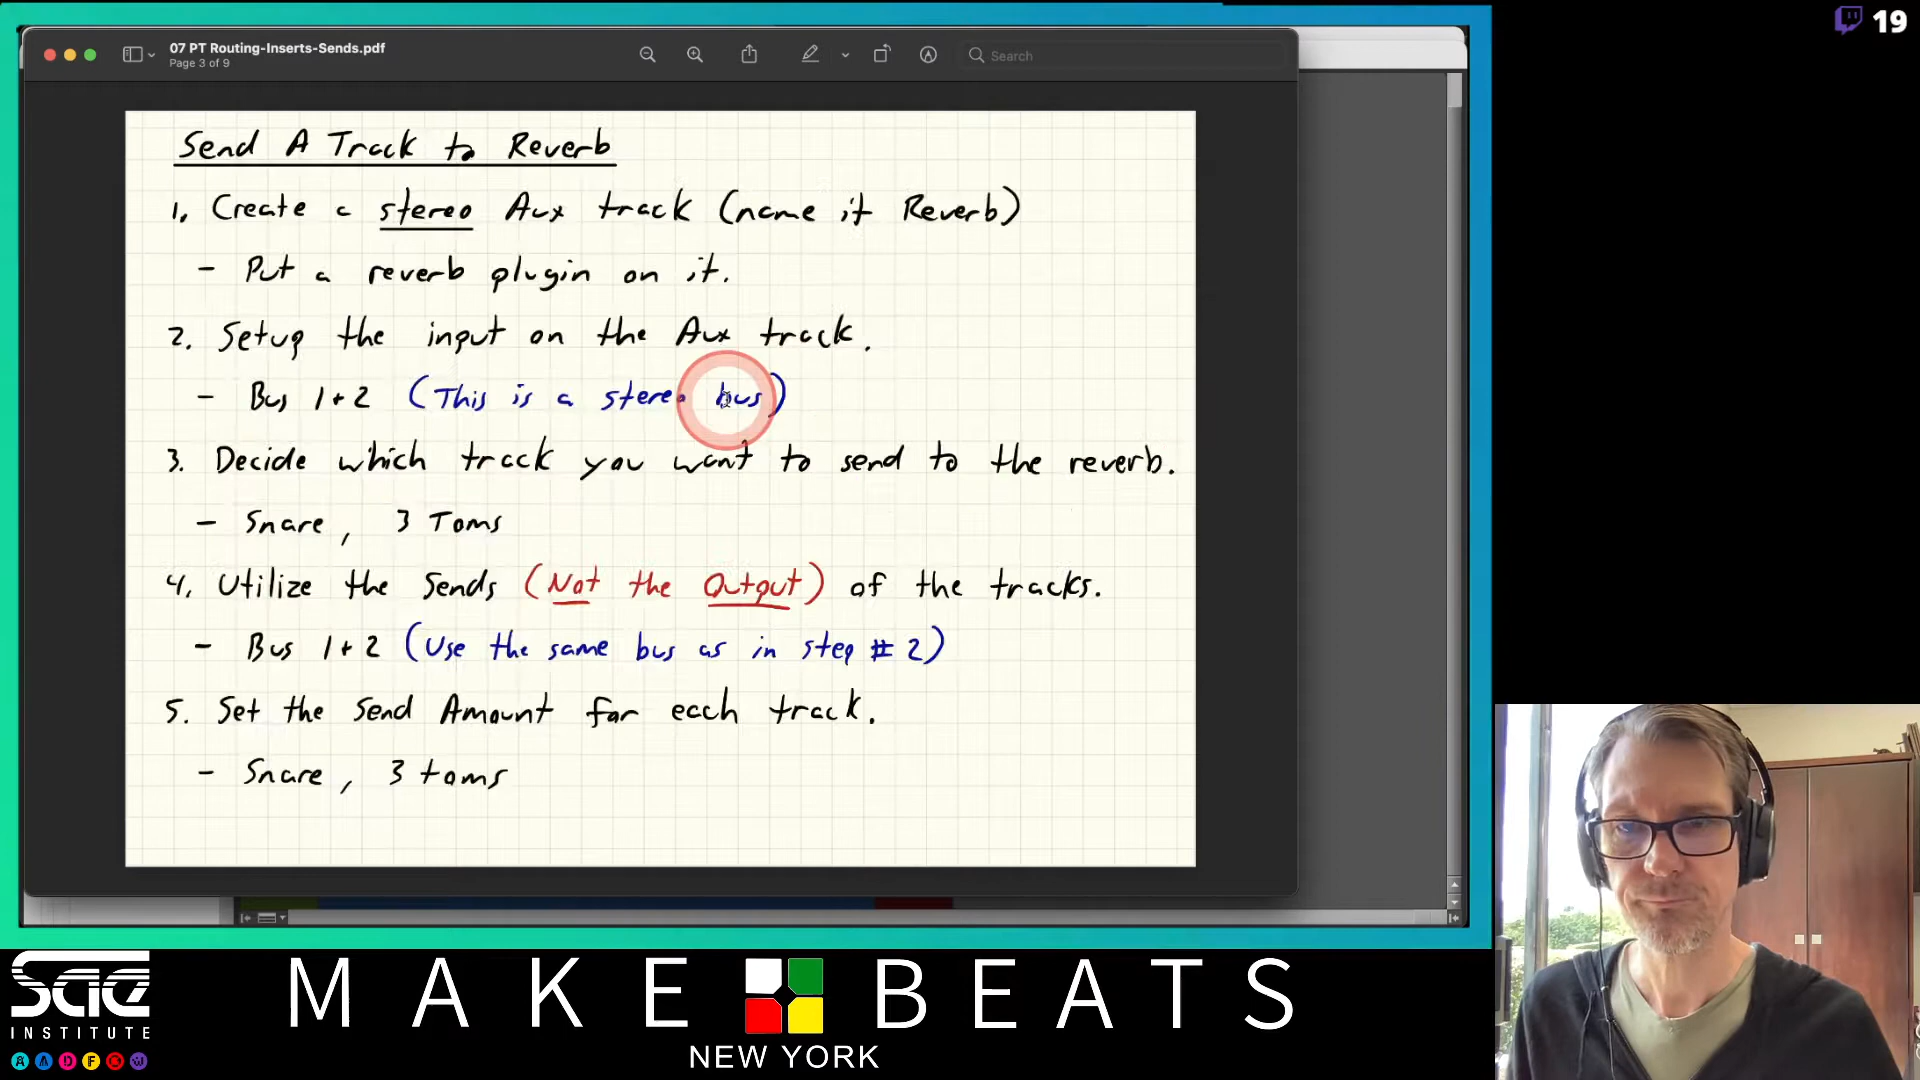 19
07 PT Routing-Inserts-Sends.pdf
Page 3 of 9
Search
Send A Track to Reverb
1. Create a stereo Aux track (name it Reverb)
- Put a reverb plugin on it.
2. Setup the input on the Aux track.
- Bus 1+2 (This is a stereo bus)
3. Decide which track you want to send to the reverb.
- Snare, 3 Toms
4. Utilize the Sends (Not the Output) of the tracks.
- Bus 1+2 (Use the same bus as in step # 2)
5. Set the Send Amount for each track.
- Snare, 3 toms
sae
INSTITUTE
A A D F G W
MAKE BEATS
NEW YORK